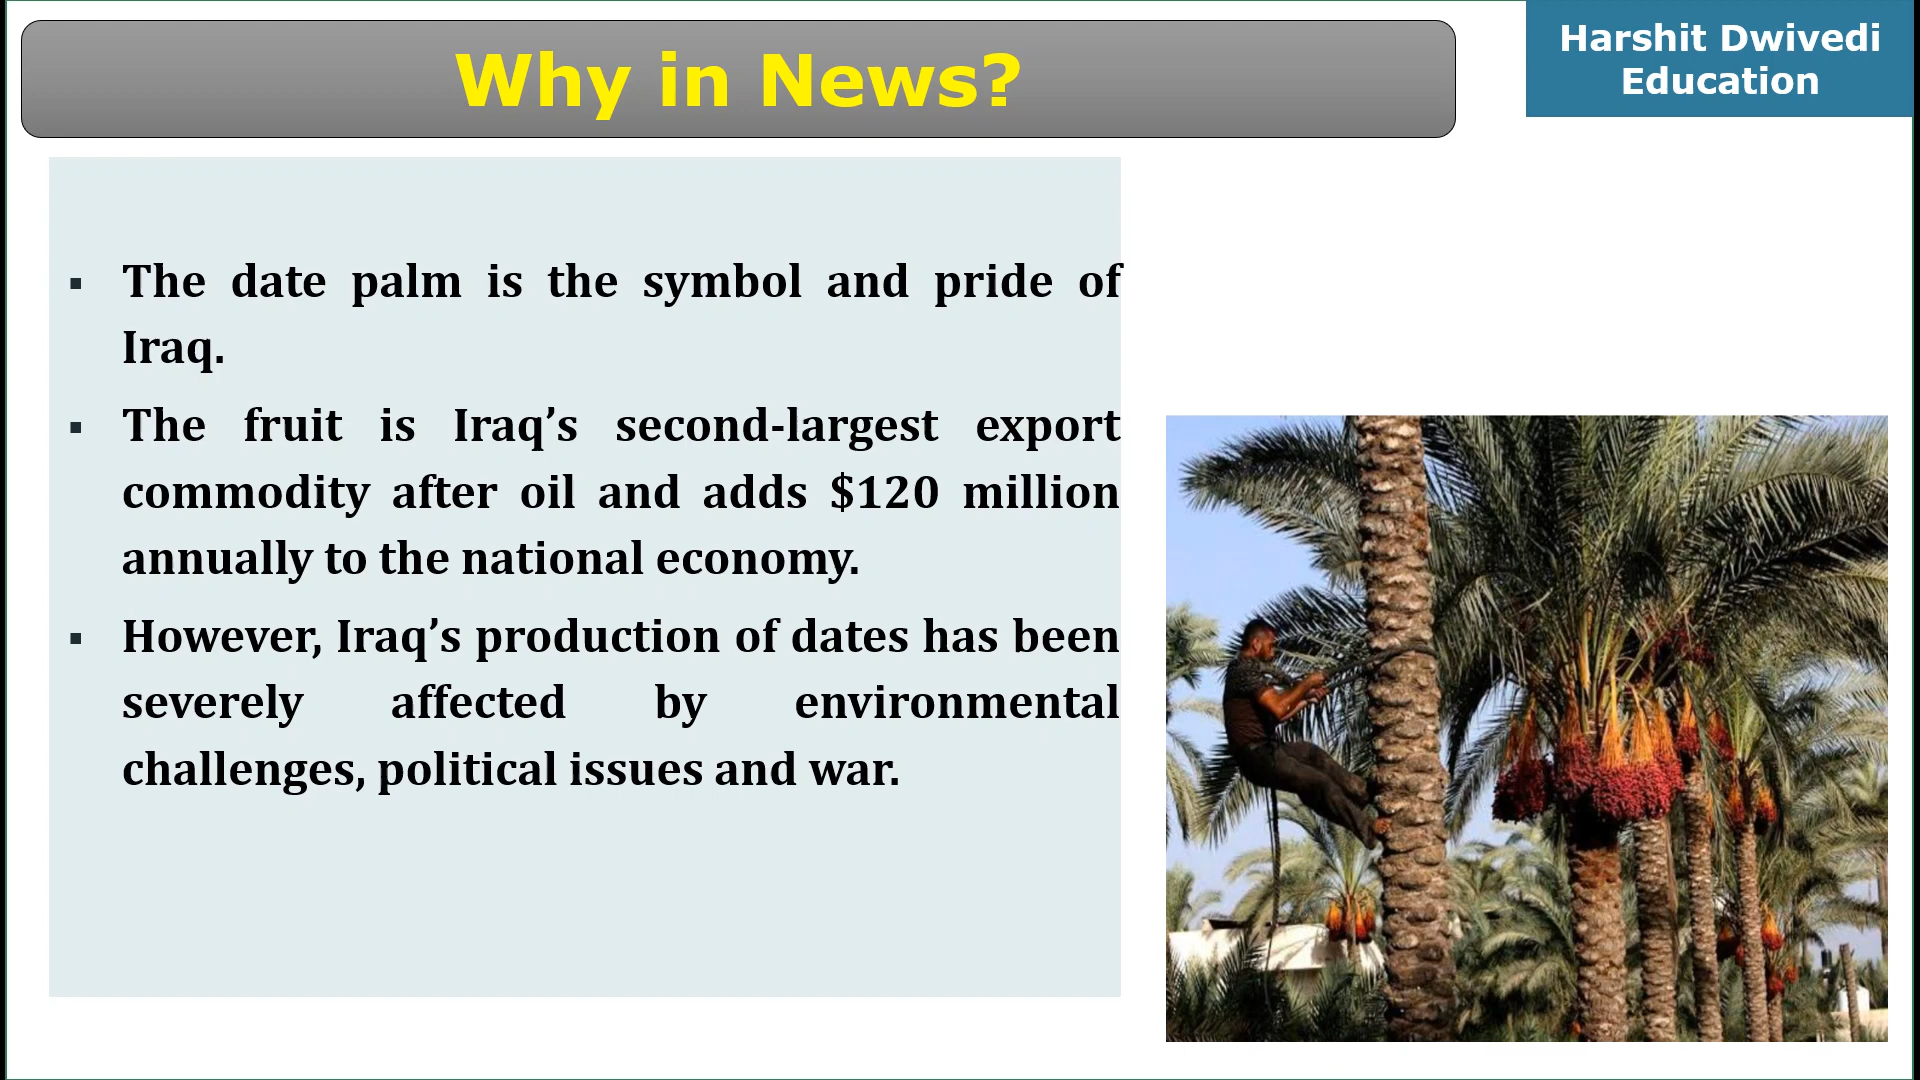 Why in News?
Harshit Dwivedi
Education
▪ The date palm is the symbol and pride of
Iraq.
▪ The fruit is Iraq’s second-largest export
commodity after oil and adds $120 million
annually to the national economy.
▪ However, Iraq’s production of dates has been
severely affected by environmental
challenges, political issues and war.